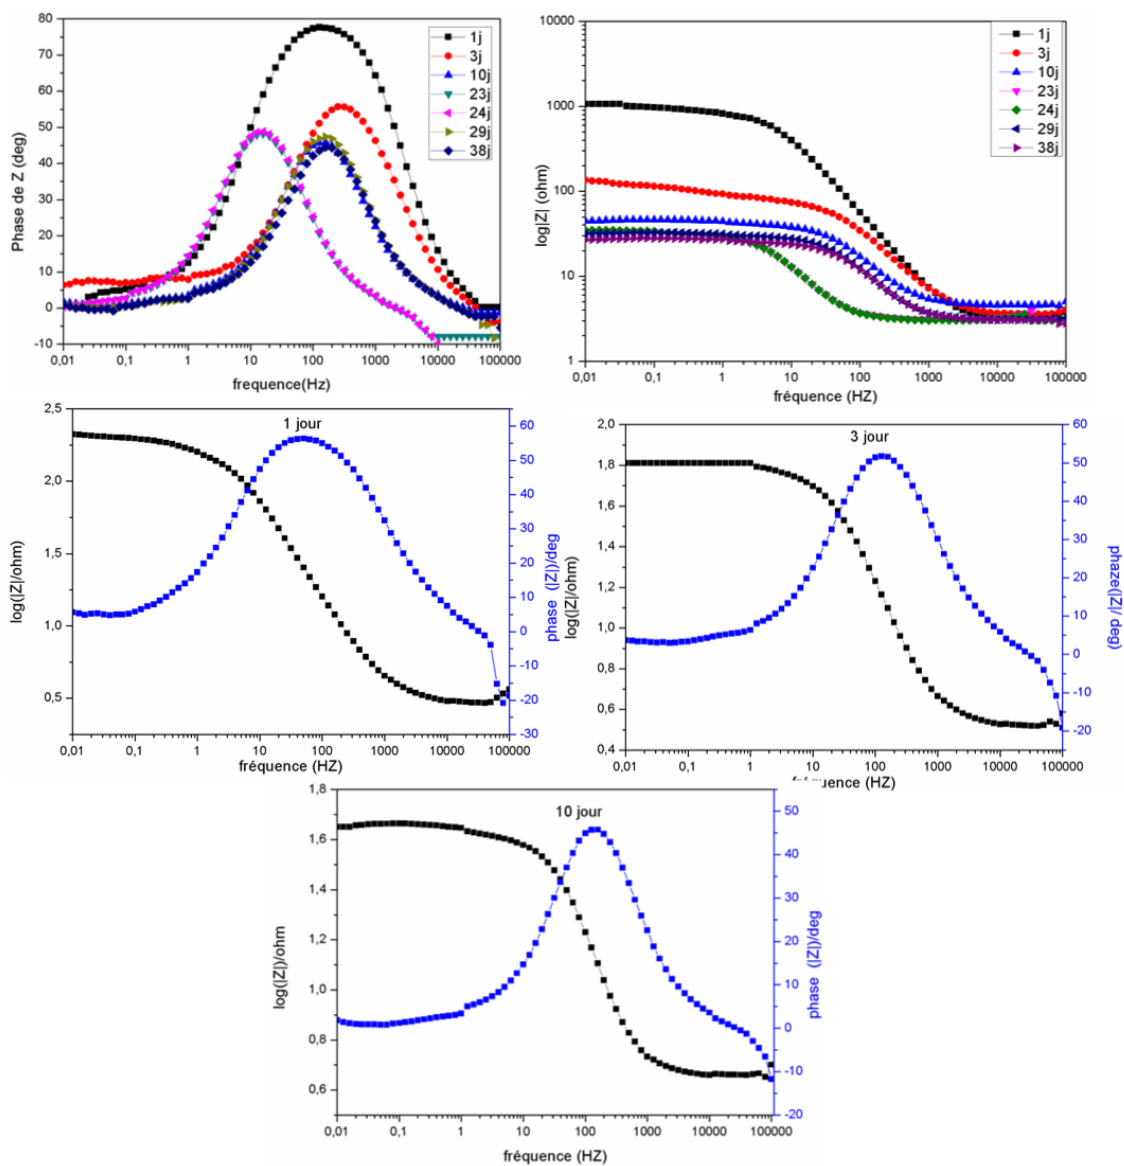 80
70
60
50
40
30
20
10
0
-10
Phase de Z (deg)
1j
3j
10j
23j
24j
29j
38j
0,01 0,1 1 10 100 1000 10000 100000
frequence(Hz)
10000
1000
100
10
1
log|Z| (ohm)
1j
3j
10j
23j
24j
29j
38j
0,01 0,1 1 10 100 1000 10000 100000
fréquence (HZ)
1 jour
2,5
2,0
1,5
1,0
0,5
log(|Z|/ohm)
60
50
40
30
20
10
0
-10
-20
-30
phase (|Z|)/deg
0,01 0,1 1 10 100 1000 10000 100000
fréquence (HZ)
3 jour
2,0
1,8
1,6
1,4
1,2
1,0
0,8
0,6
0,4
log(|Z|/ohm)
60
50
40
30
20
10
0
-10
-20
phaze(|Z|/ deg)
0,01 0,1 1 10 100 1000 10000 100000
fréquence (HZ)
10 jour
1,8
1,6
1,4
1,2
1,0
0,8
0,6
log(|Z|)/ohm
50
40
30
20
10
0
-10
-20
phase (|Z|)/deg
0,01 0,1 1 10 100 1000 10000 100000
fréquence (HZ)